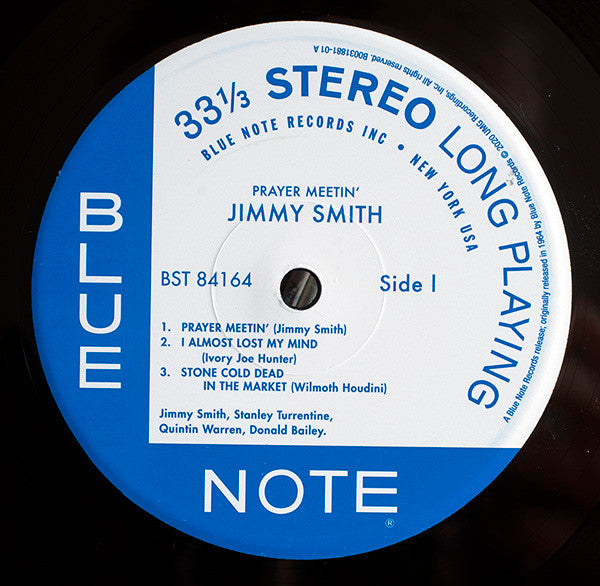 33⅓ STEREO LONG PLAYING
BLUE NOTE RECORDS INC • NEW YORK USA
A Blue Note Records release; originally released in 1964 by Blue Note Records © 2020 UMG Recordings, Inc. All rights reserved. B0031881-01 A
PRAYER MEETIN'
JIMMY SMITH
BST 84164
Side 1
1. PRAYER MEETIN' (Jimmy Smith)
2. I ALMOST LOST MY MIND
(Ivory Joe Hunter)
3. STONE COLD DEAD
IN THE MARKET (Wilmoth Houdini)
Jimmy Smith, Stanley Turrentine,
Quintin Warren, Donald Bailey.
BLUE
NOTE
®